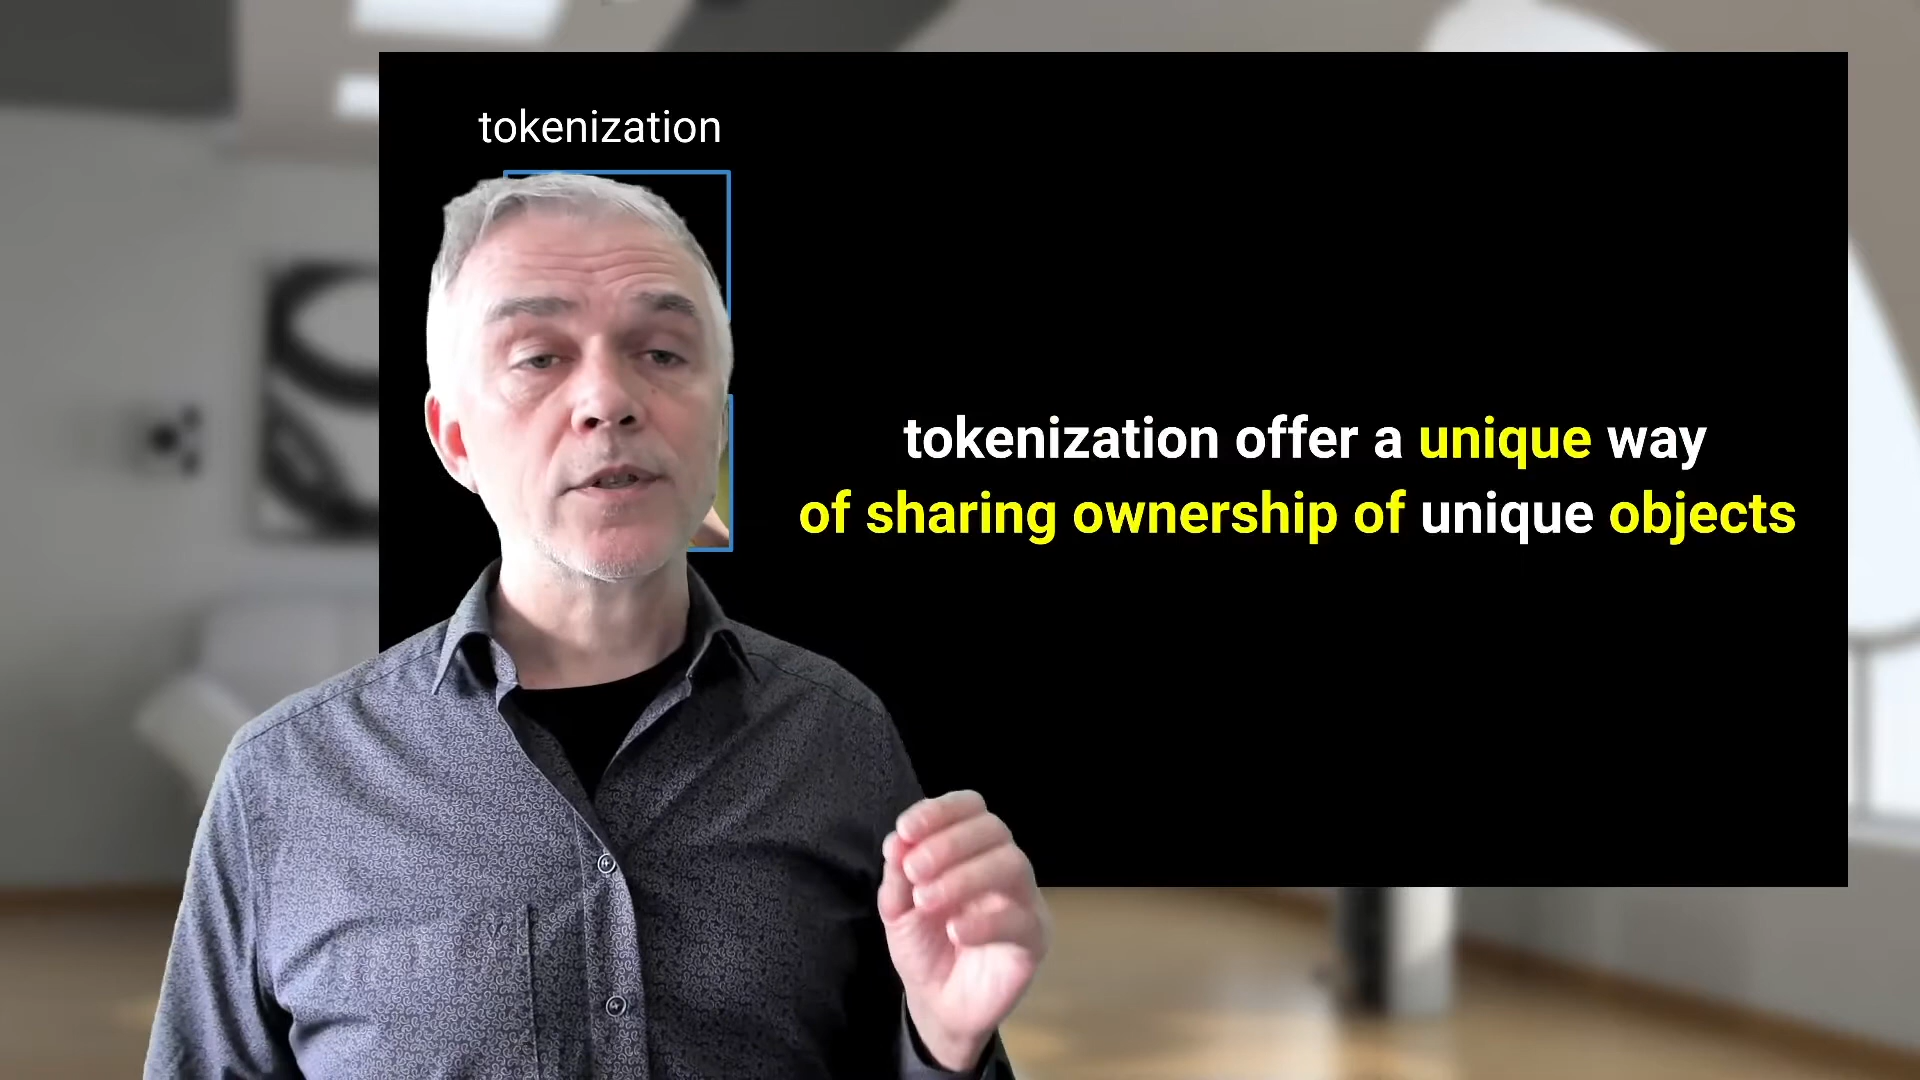 tokenization
tokenization offer a unique way
of sharing ownership of unique objects